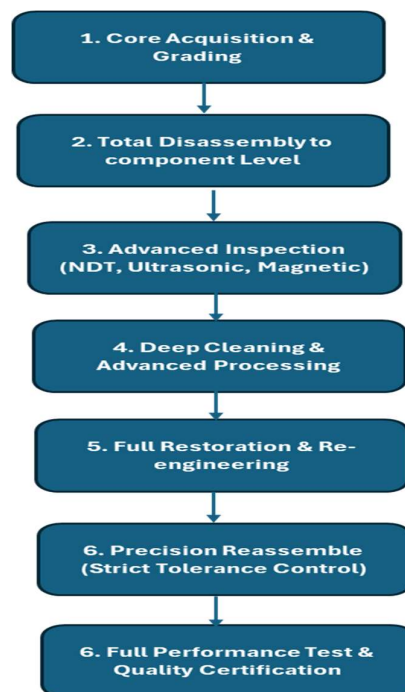 1. Core Acquisition &
Grading
2. Total Disassembly to
component Level
3. Advanced Inspection
(NDT, Ultrasonic, Magnetic)
4. Deep Cleaning &
Advanced Processing
5. Full Restoration & Re-
engineering
6. Precision Reassemble
(Strict Tolerance Control)
6. Full Performance Test &
Quality Certification